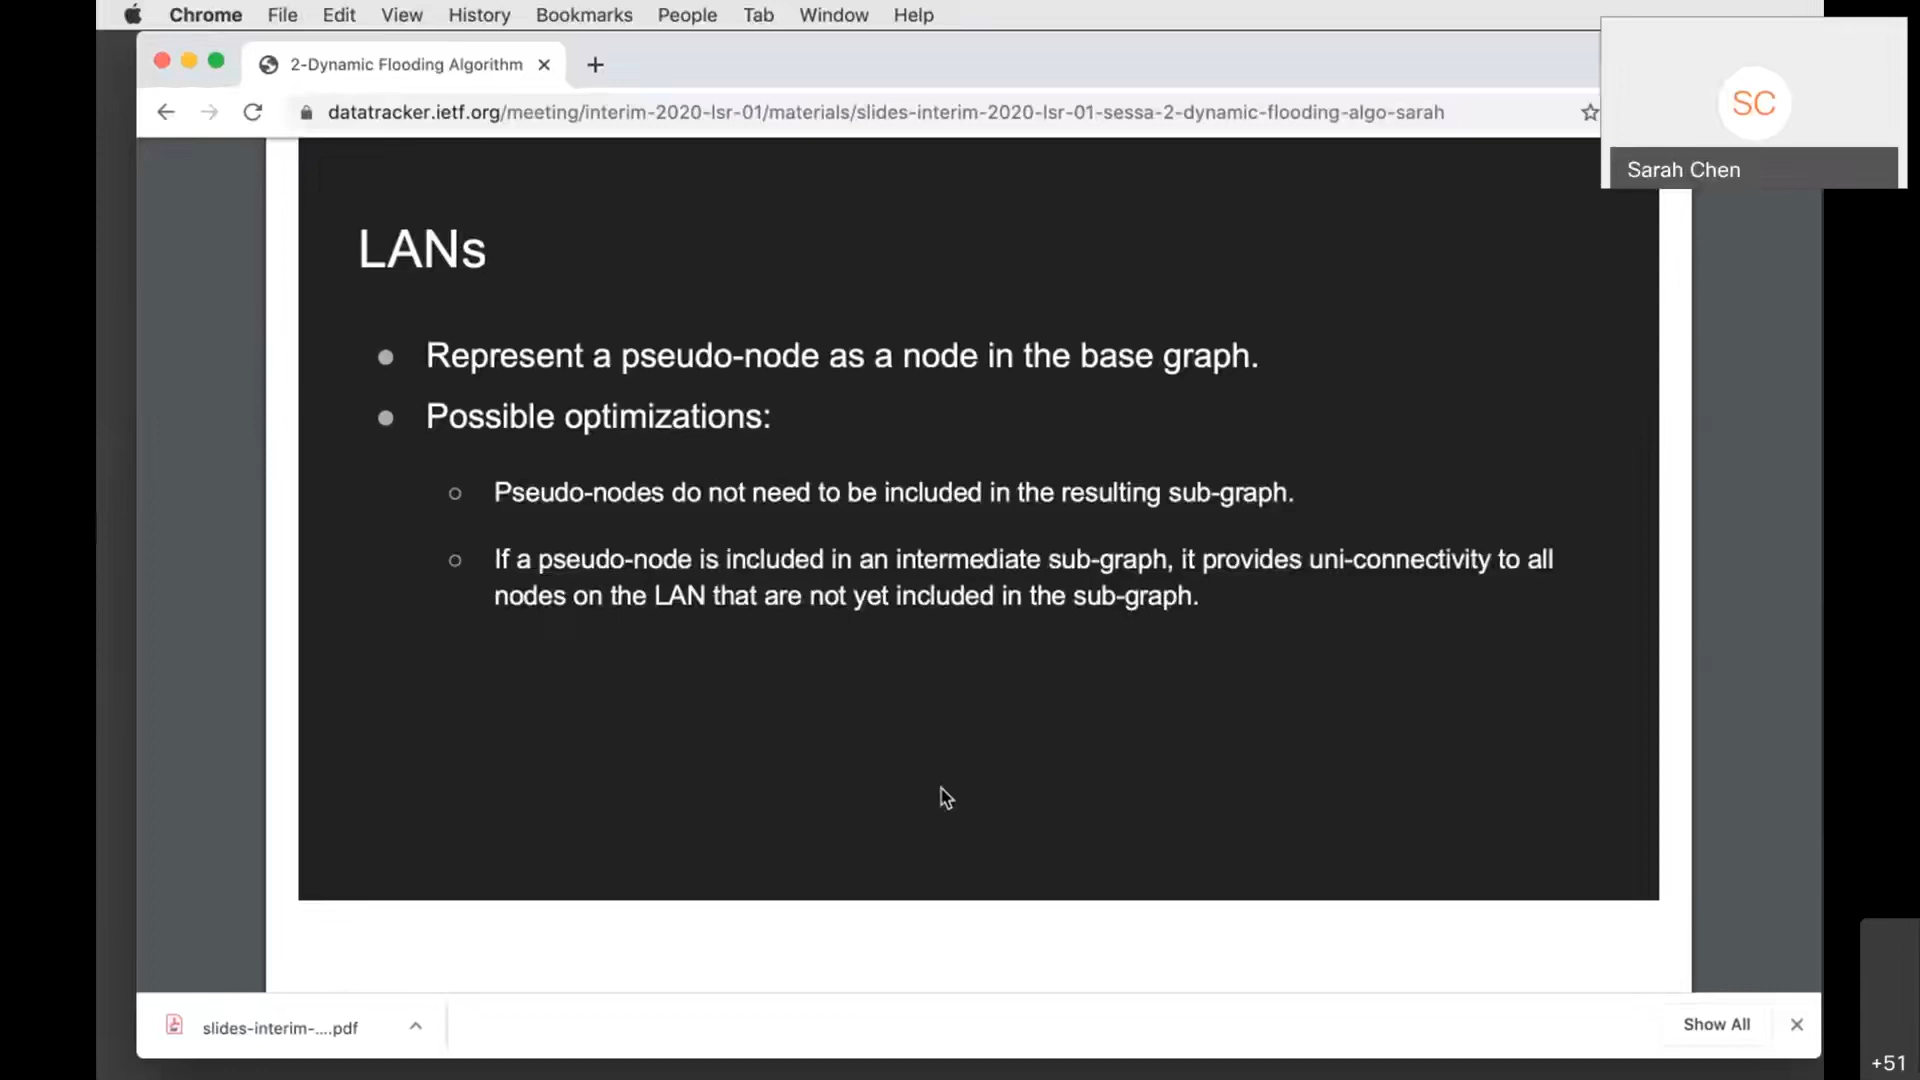 Chrome File Edit View History Bookmarks People Tab Window Help
2-Dynamic Flooding Algorithm
datatracker.ietf.org/meeting/interim-2020-lsr-01/materials/slides-interim-2020-lsr-01-sessa-2-dynamic-flooding-algo-sarah
SC
Sarah Chen
LANs
● Represent a pseudo-node as a node in the base graph.
● Possible optimizations:
○ Pseudo-nodes do not need to be included in the resulting sub-graph.
○ If a pseudo-node is included in an intermediate sub-graph, it provides uni-connectivity to all
nodes on the LAN that are not yet included in the sub-graph.
slides-interim-....pdf
Show All
+51